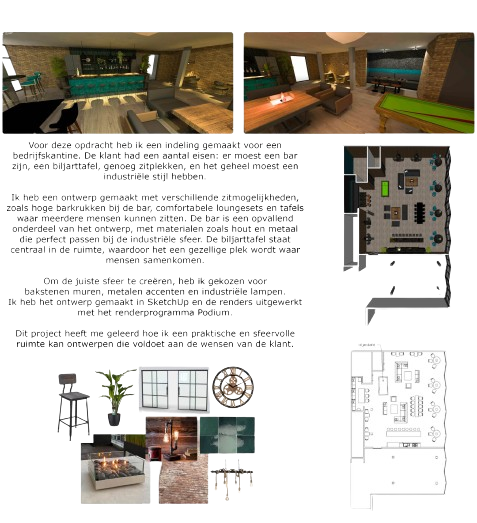 Voor deze opdracht heb ik een indeling gemaakt voor een
bedrijfskantine. De klant had een aantal eisen: er moest een bar
zijn, een biljarttafel, genoeg zitplekken, en het geheel moest een
industriële stijl hebben.
Ik heb een ontwerp gemaakt met verschillende zitmogelijkheden,
zoals hoge barkrukken bij de bar, comfortabele loungesets en tafels
waar meerdere mensen kunnen zitten. De bar is een opvallend
onderdeel van het ontwerp, met materialen zoals hout en metaal
die perfect passen bij de industriële sfeer. De biljarttafel staat
centraal in de ruimte, waardoor het een gezellige plek wordt waar
mensen samenkomen.
Om de juiste sfeer te creëren, heb ik gekozen voor
bakstenen muren, metalen accenten en industriële lampen.
Ik heb het ontwerp gemaakt in SketchUp en de renders uitgewerkt
met het renderprogramma Podium.
Dit project heeft me geleerd hoe ik een praktische en sfeervolle
ruimte kan ontwerpen die voldoet aan de wensen van de klant.